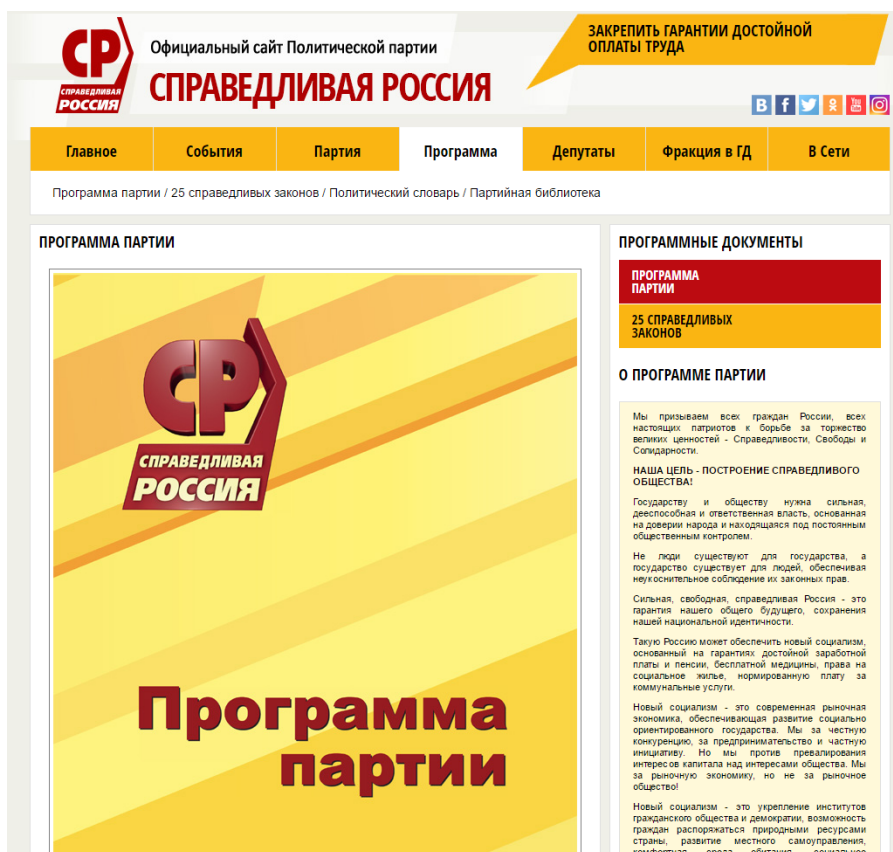 СР
СПРАВЕДЛИВАЯ
РОССИЯ
Официальный сайт Политической партии
СПРАВЕДЛИВАЯ РОССИЯ
ЗАКРЕПИТЬ ГАРАНТИИ ДОСТОЙНОЙ
ОПЛАТЫ ТРУДА
Главное
События
Партия
Программа
Депутаты
Фракция в ГД
В Сети
Программа партии / 25 справедливых законов / Политический словарь / Партийная библиотека
ПРОГРАММА ПАРТИИ
СР
СПРАВЕДЛИВАЯ
РОССИЯ
Программа
партии
ПРОГРАММНЫЕ ДОКУМЕНТЫ
ПРОГРАММА
ПАРТИИ
25 СПРАВЕДЛИВЫХ
ЗАКОНОВ
О ПРОГРАММЕ ПАРТИИ
Мы призываем всех граждан России, всех
настоящих патриотов к борьбе за торжество
великих ценностей - Справедливости, Свободы и
Солидарности.
НАША ЦЕЛЬ - ПОСТРОЕНИЕ СПРАВЕДЛИВОГО
ОБЩЕСТВА!
Государству и обществу нужна сильная,
дееспособная и ответственная власть, основанная
на доверии народа и находящаяся под постоянным
общественным контролем.
Не люди существуют для государства, а
государство существует для людей, обеспечивая
неукоснительное соблюдение их законных прав.
Сильная, свободная, справедливая Россия - это
гарантия нашего общего будущего, сохранения
нашей национальной идентичности.
Такую Россию может обеспечить новый социализм,
основанный на гарантиях достойной заработной
платы и пенсии, бесплатной медицины, права на
социальное жилье, нормированную плату за
коммунальные услуги.
Новый социализм - это современная рыночная
экономика, обеспечивающая развитие социально
ориентированного государства. Мы за честную
конкуренцию, за предпринимательство и частную
инициативу. Но мы против превалирования
интересов капитала над интересами общества. Мы
за рыночную экономику, но не за рыночное
общество!
Новый социализм - это укрепление институтов
гражданского общества и демократии, возможность
граждан распоряжаться природными ресурсами
страны, развитие местного самоуправления,
комфортная среда обитания, социальное